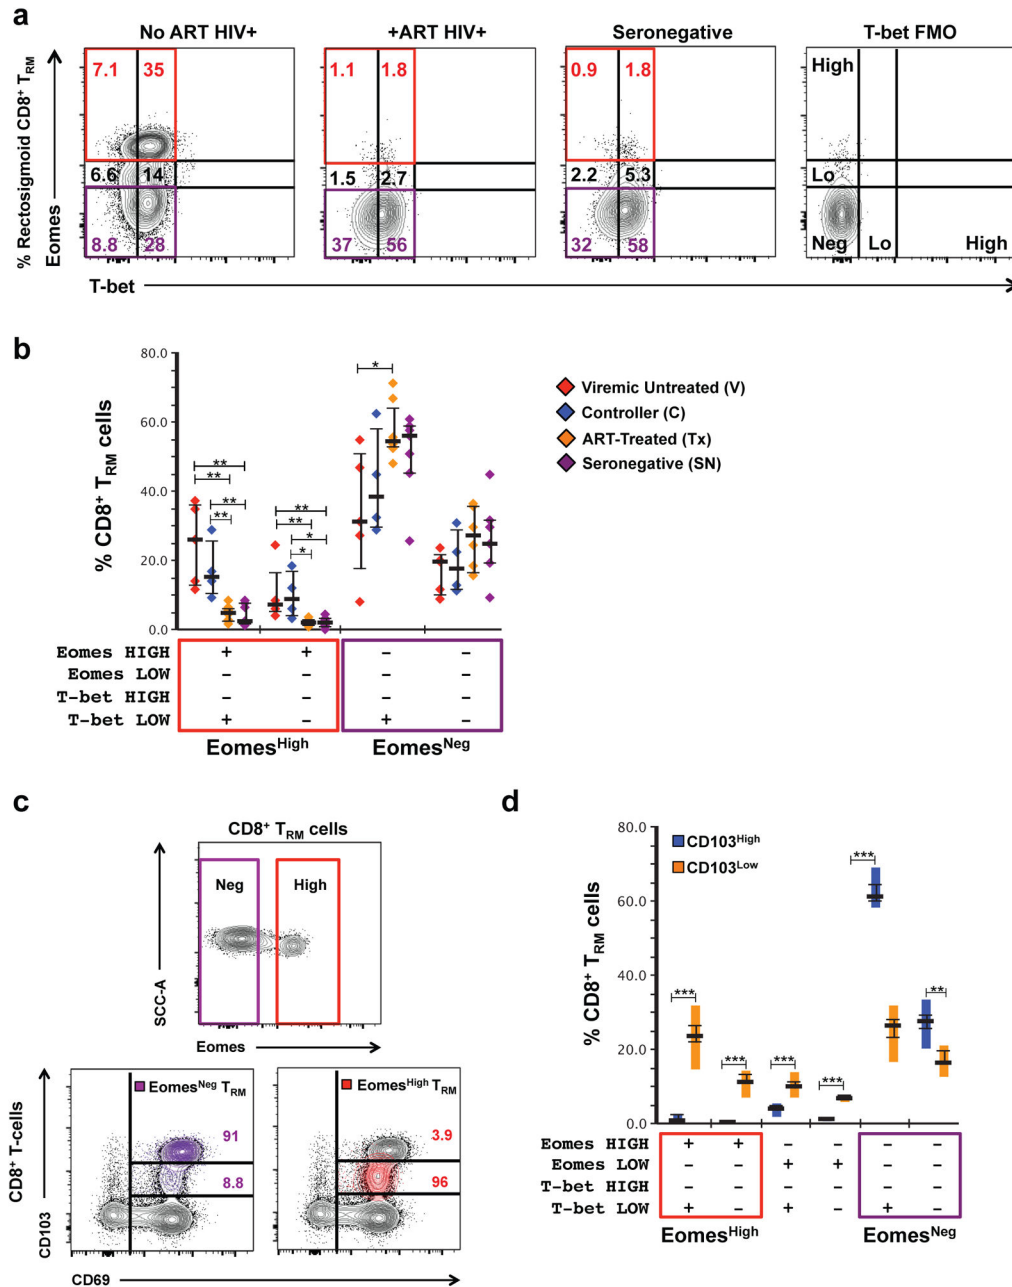 a
No ART HIV+ +ART HIV+ Seronegative T-bet FMO
% Rectosigmoid CD8+ TRM
Eomes
7.1 35 1.1 1.8 0.9 1.8 High
6.6 14 1.5 2.7 2.2 5.3 Lo
8.8 28 37 56 32 58 Neg Lo High
T-bet
b
% CD8+ TRM cells
80.0
60.0
40.0
20.0
0.0
* ** ** ** ** ** ** * *
Viremic Untreated (V)
Controller (C)
ART-Treated (Tx)
Seronegative (SN)
Eomes HIGH + + – –
Eomes LOW – – – –
T-bet HIGH – – – –
T-bet LOW + – + –
EomesHigh EomesNeg
c
CD8+ TRM cells
Neg High
SCC-A
Eomes
CD8+ T-cells
CD103
EomesNeg TRM EomesHigh TRM
91 3.9
8.8 96
CD69
d
CD103High
CD103Low
% CD8+ TRM cells
80.0
60.0
40.0
20.0
0.0
*** *** *** *** *** **
Eomes HIGH + + – – – –
Eomes LOW – – + + – –
T-bet HIGH – – – – – –
T-bet LOW + – + – + –
EomesHigh EomesNeg